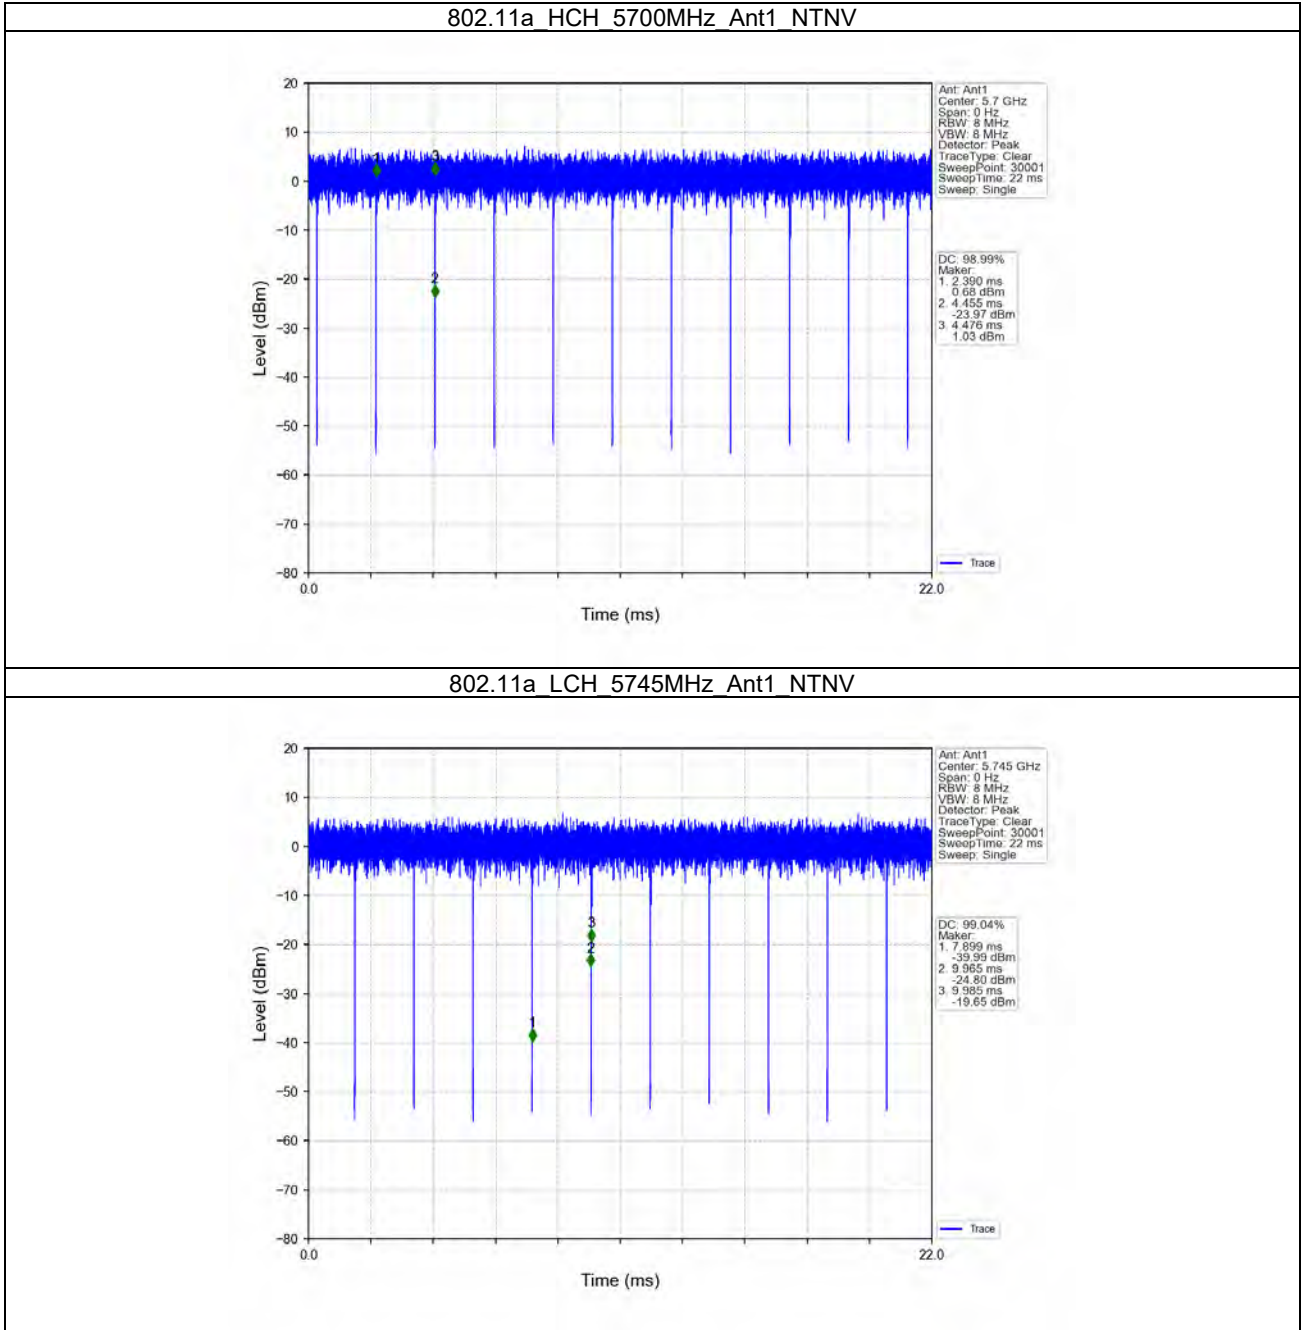 802.11a_HCH_5700MHz_Ant1_NTNV
20
10
0
−10
−20
−30
−40
−50
−60
−70
−80
Level (dBm)
0.0
22.0
Time (ms)
1
3
2
Ant: Ant1
Center: 5.7 GHz
Span: 0 Hz
RBW: 8 MHz
VBW: 8 MHz
Detector: Peak
TraceType: Clear
SweepPoint: 30001
SweepTime: 22 ms
Sweep: Single
DC: 98.99%
Maker:
1. 2.390 ms
0.68 dBm
2. 4.455 ms
-23.97 dBm
3. 4.476 ms
1.03 dBm
Trace
802.11a_LCH_5745MHz_Ant1_NTNV
20
10
0
−10
−20
−30
−40
−50
−60
−70
−80
Level (dBm)
0.0
22.0
Time (ms)
3
2
1
Ant: Ant1
Center: 5.745 GHz
Span: 0 Hz
RBW: 8 MHz
VBW: 8 MHz
Detector: Peak
TraceType: Clear
SweepPoint: 30001
SweepTime: 22 ms
Sweep: Single
DC: 99.04%
Maker:
1. 7.899 ms
-39.99 dBm
2. 9.965 ms
-24.80 dBm
3. 9.985 ms
-19.65 dBm
Trace